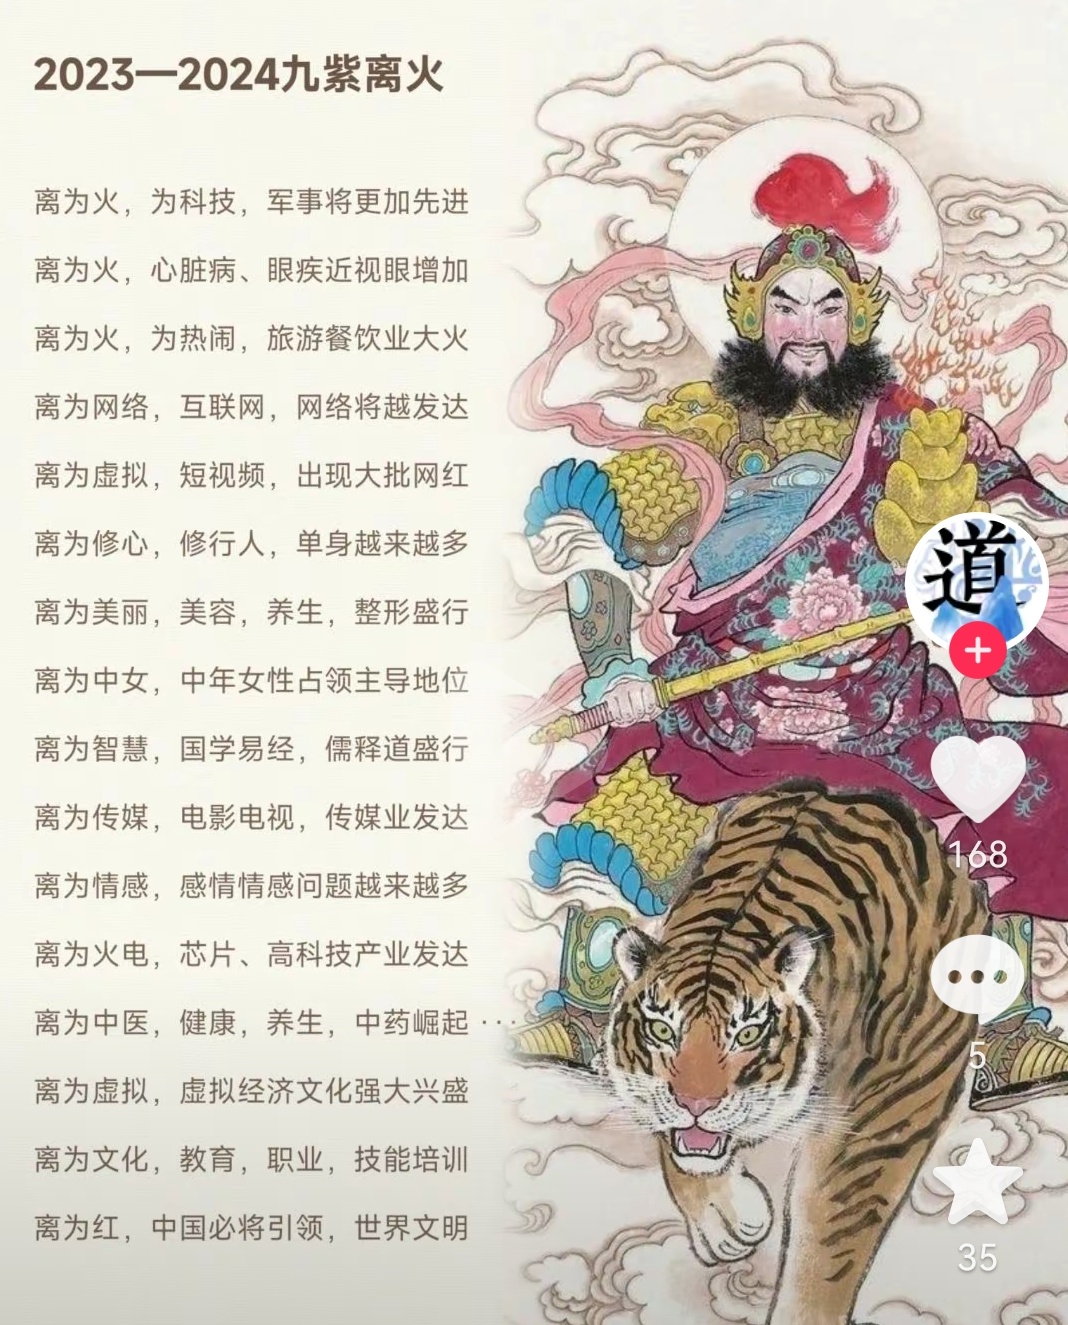 2023—2024九紫离火
离为火，为科技，军事将更加先进
离为火，心脏病、眼疾近视眼增加
离为火，为热闹，旅游餐饮业大火
离为网络，互联网，网络将越发达
离为虚拟，短视频，出现大批网红
离为修心，修行人，单身越来越多
离为美丽，美容，养生，整形盛行
离为中女，中年女性占领主导地位
离为智慧，国学易经，儒释道盛行
离为传媒，电影电视，传媒业发达
离为情感，感情情感问题越来越多
离为火电，芯片、高科技产业发达
离为中医，健康，养生，中药崛起 ···
离为虚拟，虚拟经济文化强大兴盛
离为文化，教育，职业，技能培训
离为红，中国必将引领，世界文明
道
168
5
35